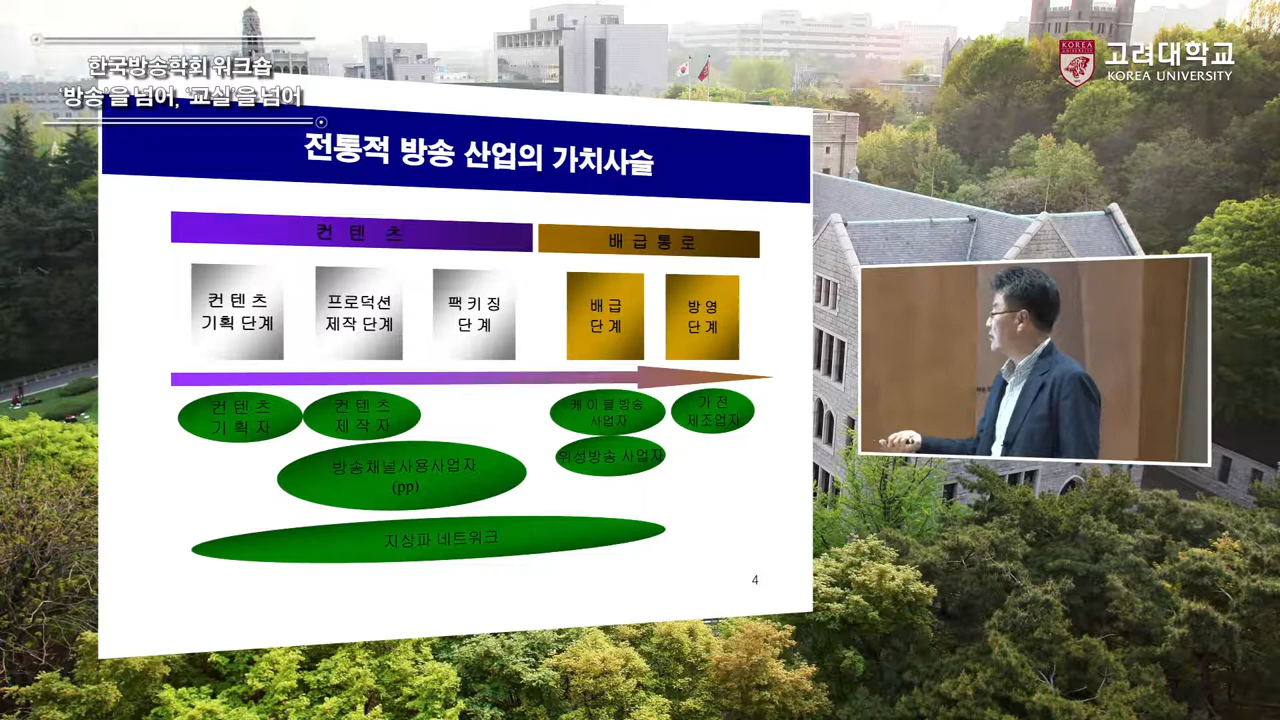 한국방송학회 워크숍
'방송'을 넘어, '교실'을 넘어
KOREA
UNIVERSITY
고려대학교
KOREA UNIVERSITY
전통적 방송 산업의 가치사슬
컨 텐 츠
배 급 통 로
컨 텐 츠
기획 단계
프로덕션
제작 단계
팩 키 징
단 계
배 급
단 계
방 영
단 계
컨 텐 츠
기 획 자
컨 텐 츠
제 작 자
케 이 블 방송
사업자
가 전
제조업자
방송채널사용사업자
(pp)
위성방송 사업자
지상파 네트워크
4